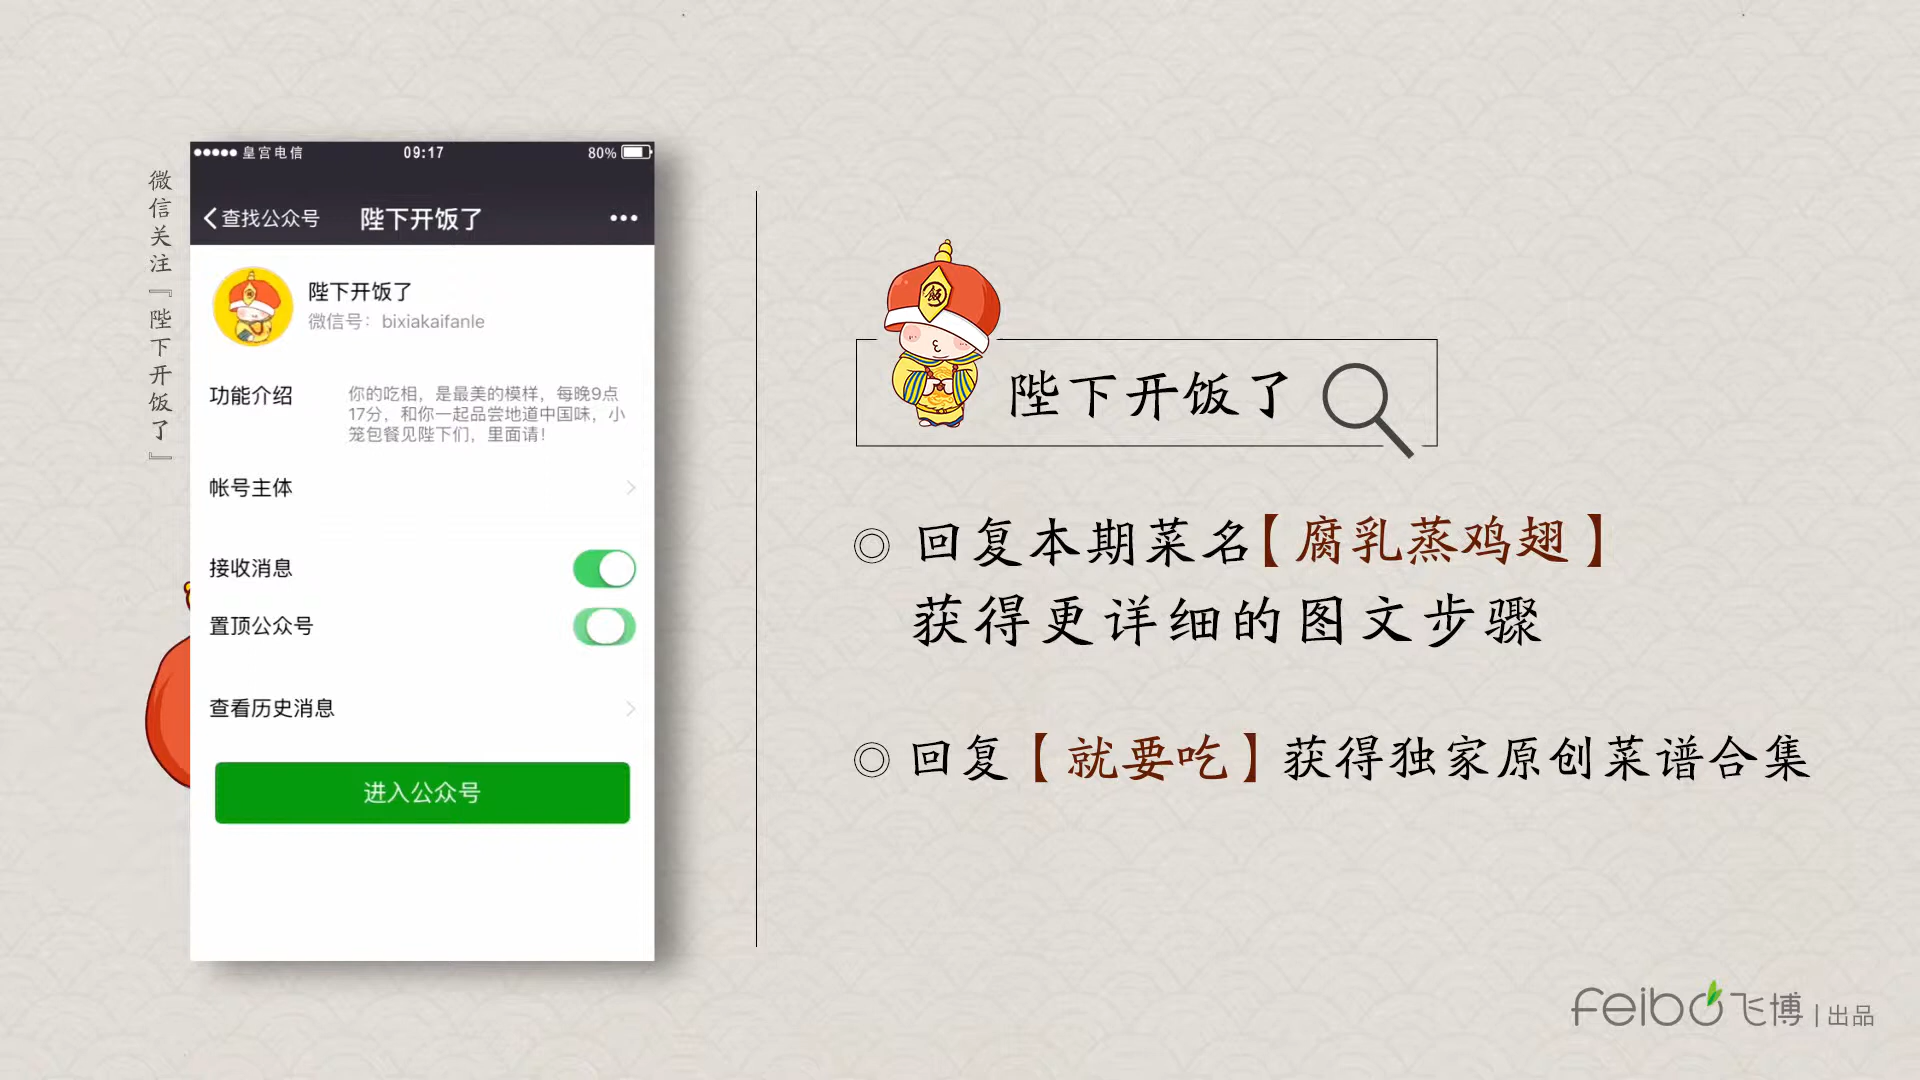 微信关注『陛下开饭了』
皇宫电信 09:17 80%
查找公众号 陛下开饭了
陛下开饭了
微信号：bixiakaifanle
功能介绍
你的吃相，是最美的模样，每晚9点
17分，和你一起品尝地道中国味，小
笼包餐见陛下们，里面请！
帐号主体
接收消息
置顶公众号
查看历史消息
进入公众号
飯
陛下开饭了
回复本期菜名【腐乳蒸鸡翅】
获得更详细的图文步骤
回复【就要吃】获得独家原创菜谱合集
feibo飞博|出品